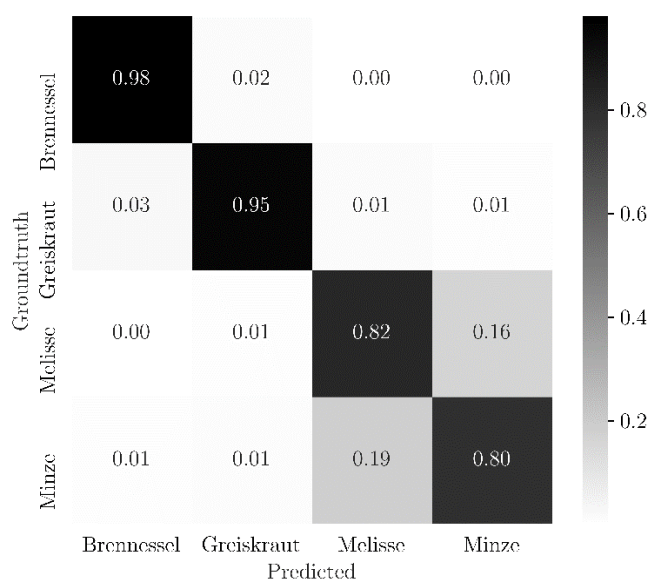 Groundtruth
Brennessel 0.98 0.02 0.00 0.00
Greiskraut 0.03 0.95 0.01 0.01
Melisse 0.00 0.01 0.82 0.16
Minze 0.01 0.01 0.19 0.80
Brennessel Greiskraut Melisse Minze
Predicted
0.8
0.6
0.4
0.2